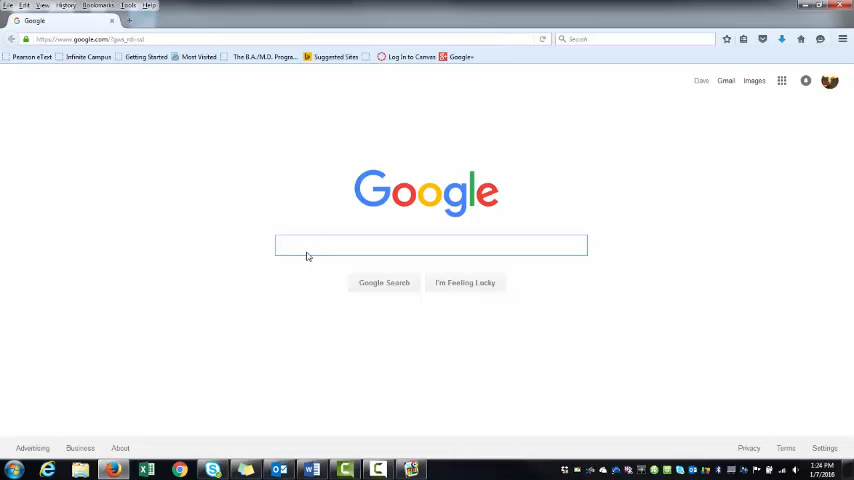 File Edit View History Bookmarks Tools Help
Google
https://www.google.com/?gws_rd=ssl
Search
Pearson eText Infinite Campus Getting Started Most Visited The B.A./M.D. Progra... Suggested Sites Log In to Canvas Google+
Dave Gmail Images
Google
Google Search I'm Feeling Lucky
Advertising Business About Privacy Terms Settings
1:24 PM
1/7/2016